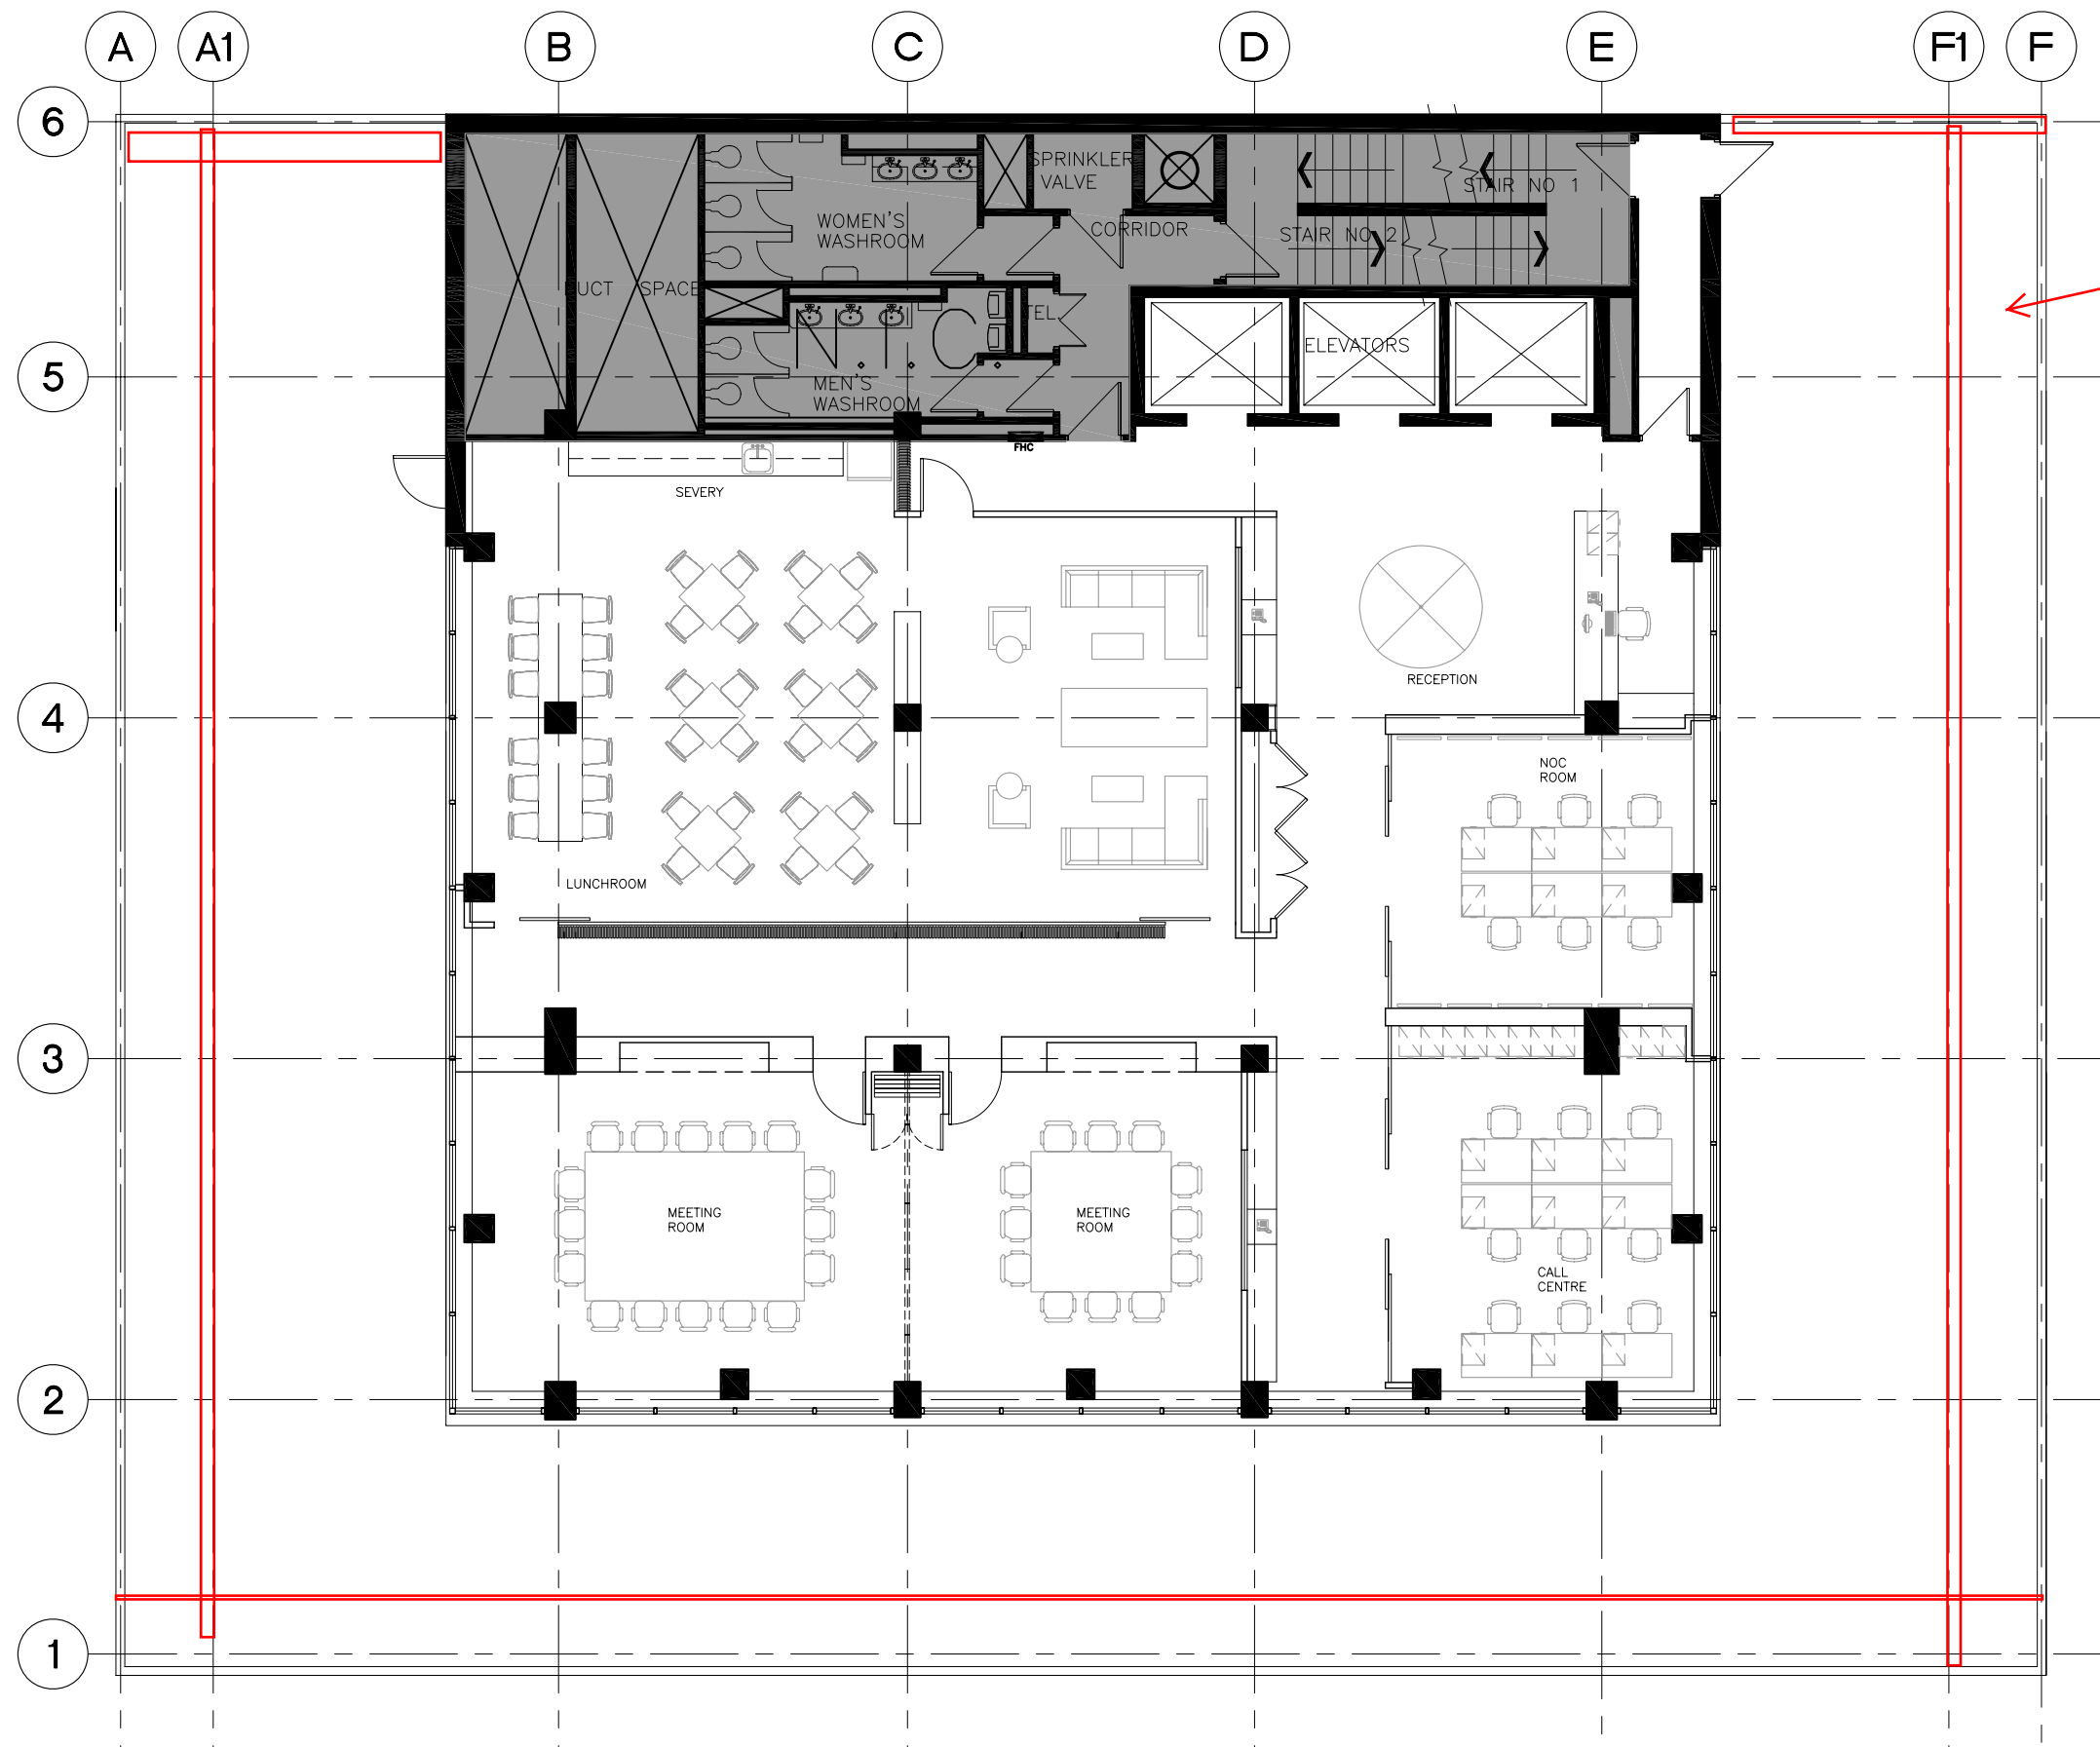 A A1 B C D E F1 F
6
SPRINKLER
VALVE
STAIR NO 1
WOMEN'S
WASHROOM
CORRIDOR
STAIR NO 2
DUCT SPACE
TEL.
ELEVATORS
5
MEN'S
WASHROOM
FHC
SEVERY
RECEPTION
4
NOC
ROOM
LUNCHROOM
3
MEETING
ROOM
MEETING
ROOM
CALL
CENTRE
2
1